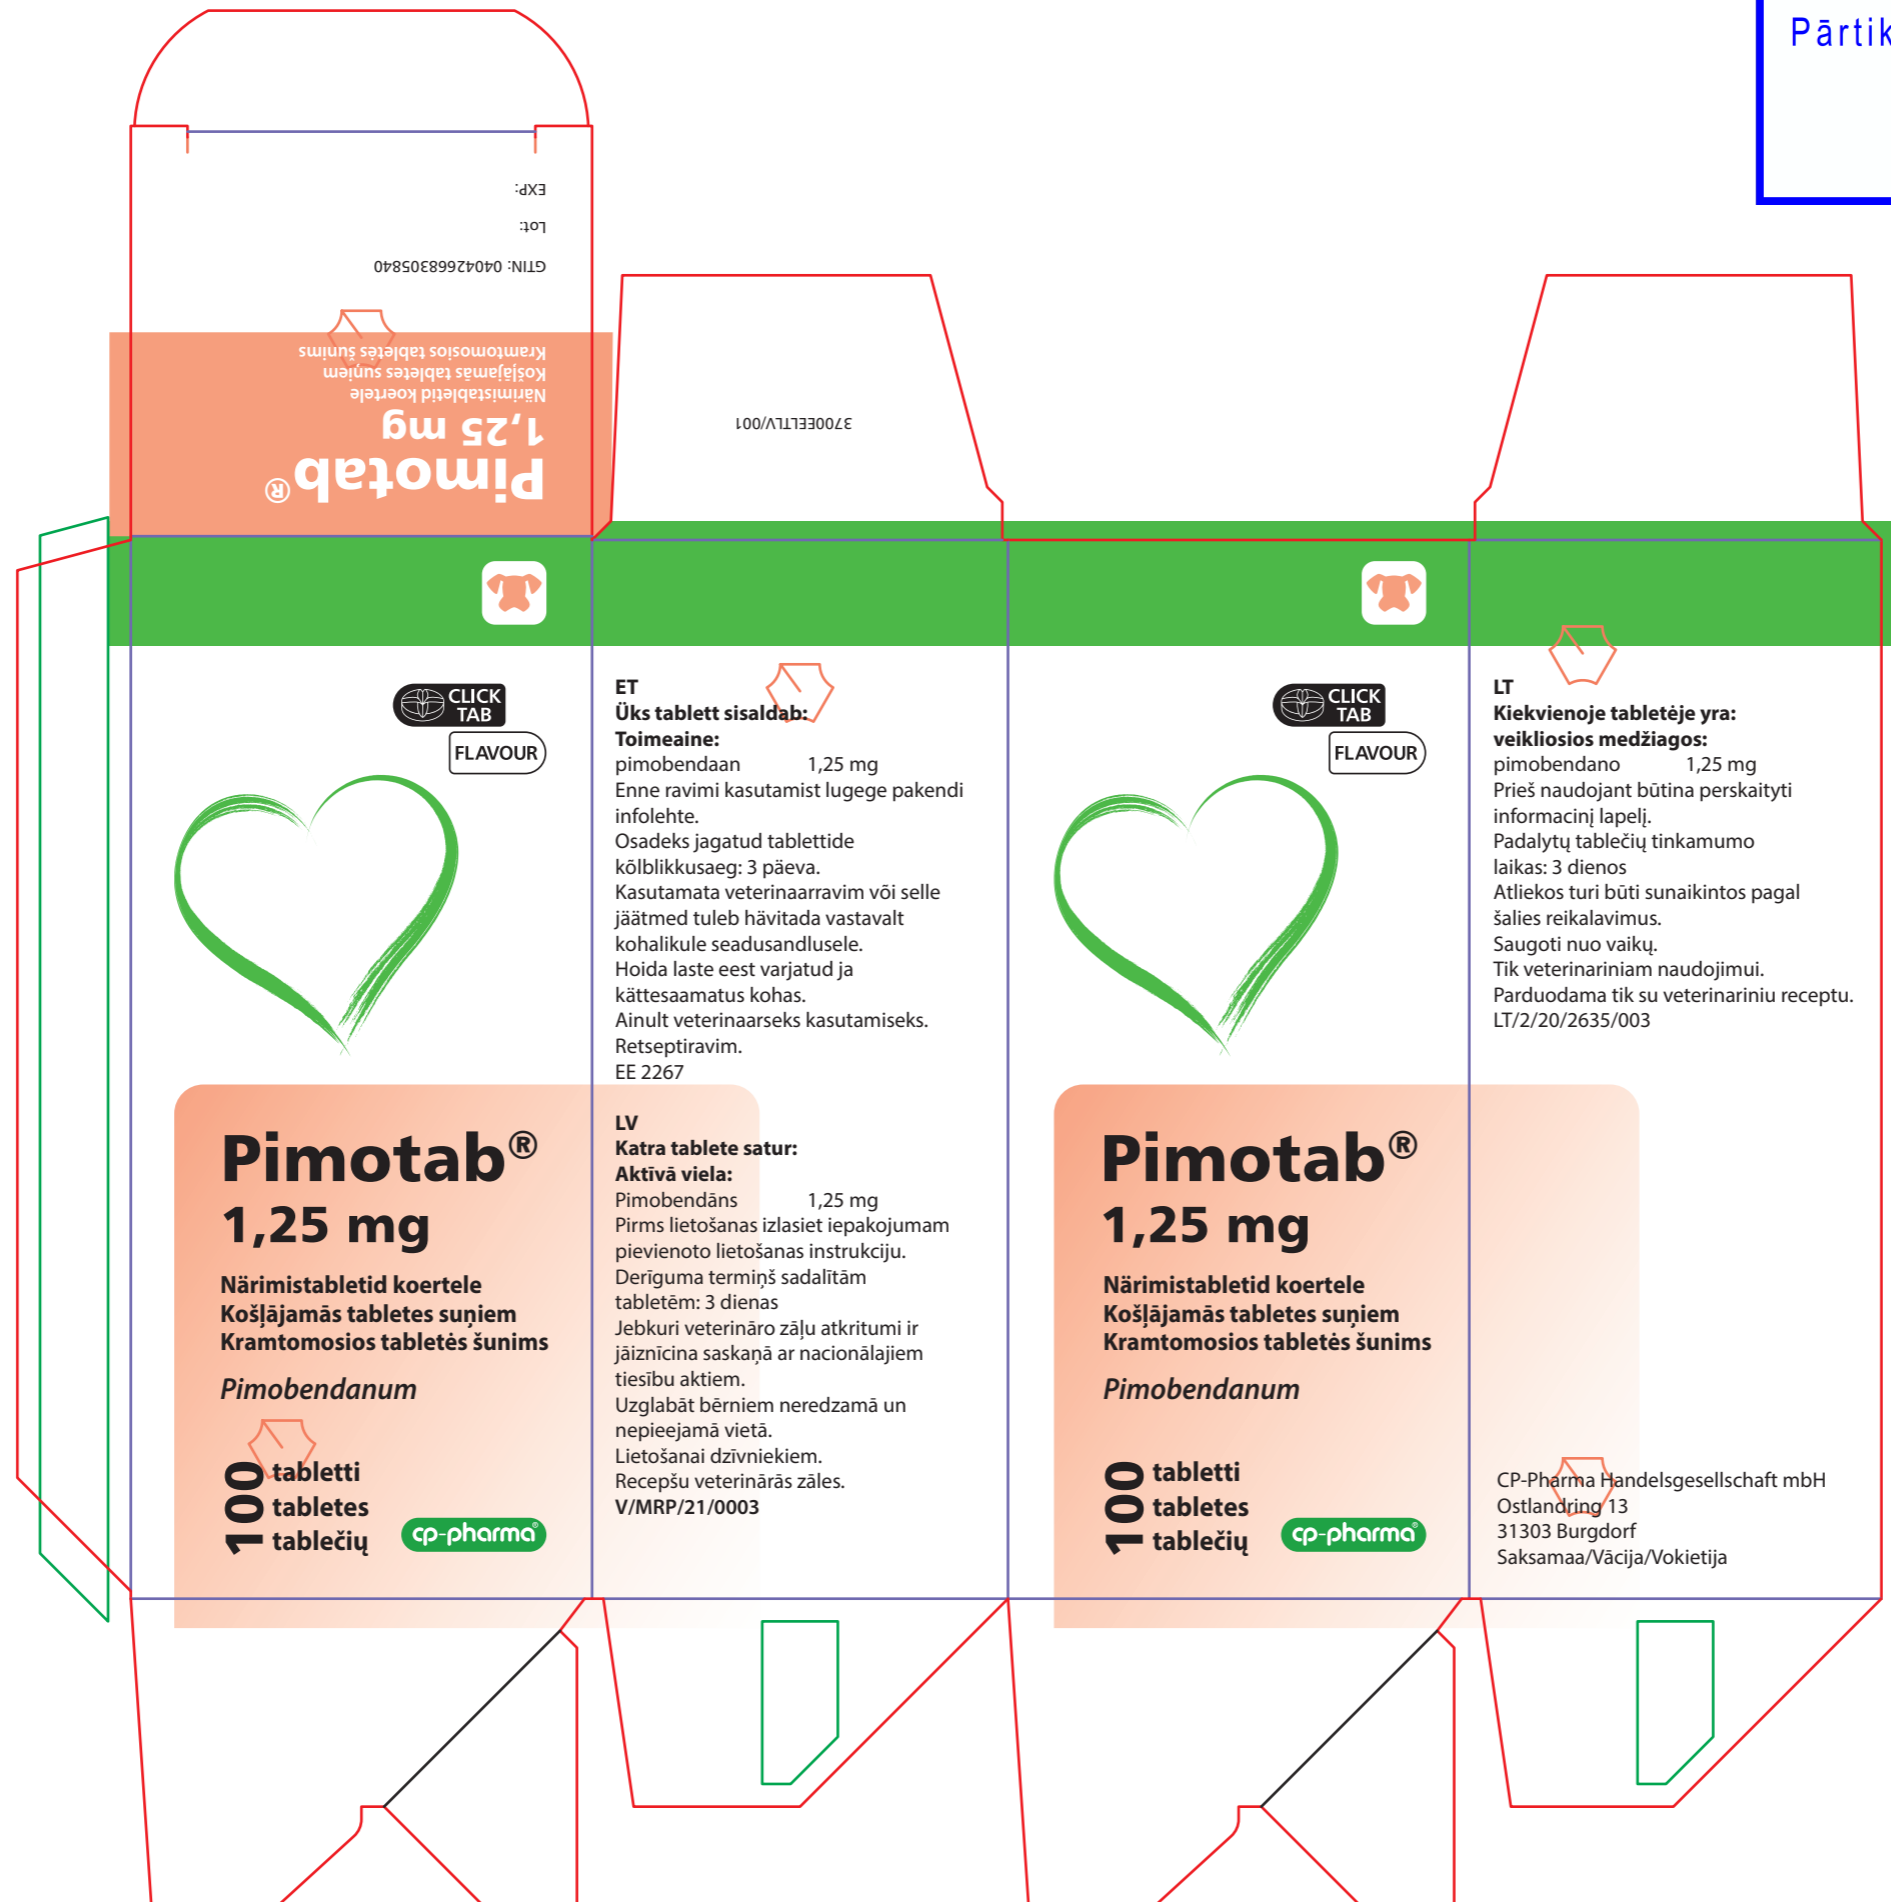 Pārtik
EXP:
Lot:
GTIN: 04042668305840
Kramtomosios tabletės šunims
Košļājamās tabletes suņiem
Närimistabletid koertele
1,25 mg
Pimotab®
3700EELTLV/001
CLICK
TAB
FLAVOUR
Pimotab®
1,25 mg
Närimistabletid koertele
Košļājamās tabletes suņiem
Kramtomosios tabletės šunims
Pimobendanum
100
tabletti
tabletes
tablečių
cp-pharma®
ET
Üks tablett sisaldab:
Toimeaine:
pimobendaan 1,25 mg
Enne ravimi kasutamist lugege pakendi
infolehte.
Osadeks jagatud tablettide
kõlblikkusaeg: 3 päeva.
Kasutamata veterinaarravim või selle
jäätmed tuleb hävitada vastavalt
kohalikule seadusandlusele.
Hoida laste eest varjatud ja
kättesaamatus kohas.
Ainult veterinaarseks kasutamiseks.
Retseptiravim.
EE 2267
LV
Katra tablete satur:
Aktīvā viela:
Pimobendāns 1,25 mg
Pirms lietošanas izlasiet iepakojumam
pievienoto lietošanas instrukciju.
Derīguma termiņš sadalītām
tabletēm: 3 dienas
Jebkuri veterināro zāļu atkritumi ir
jāiznīcina saskaņā ar nacionālajiem
tiesību aktiem.
Uzglabāt bērniem neredzamā un
nepieejamā vietā.
Lietošanai dzīvniekiem.
Recepšu veterinārās zāles.
V/MRP/21/0003
CLICK
TAB
FLAVOUR
Pimotab®
1,25 mg
Närimistabletid koertele
Košļājamās tabletes suņiem
Kramtomosios tabletės šunims
Pimobendanum
100
tabletti
tabletes
tablečių
cp-pharma®
LT
Kiekvienoje tabletėje yra:
veikliosios medžiagos:
pimobendano 1,25 mg
Prieš naudojant būtina perskaityti
informacinį lapelį.
Padalytų tablečių tinkamumo
laikas: 3 dienos
Atliekos turi būti sunaikintos pagal
šalies reikalavimus.
Saugoti nuo vaikų.
Tik veterinariniam naudojimui.
Parduodama tik su veterinariniu receptu.
LT/2/20/2635/003
CP-Pharma Handelsgesellschaft mbH
Ostlandring 13
31303 Burgdorf
Saksamaa/Vācija/Vokietija